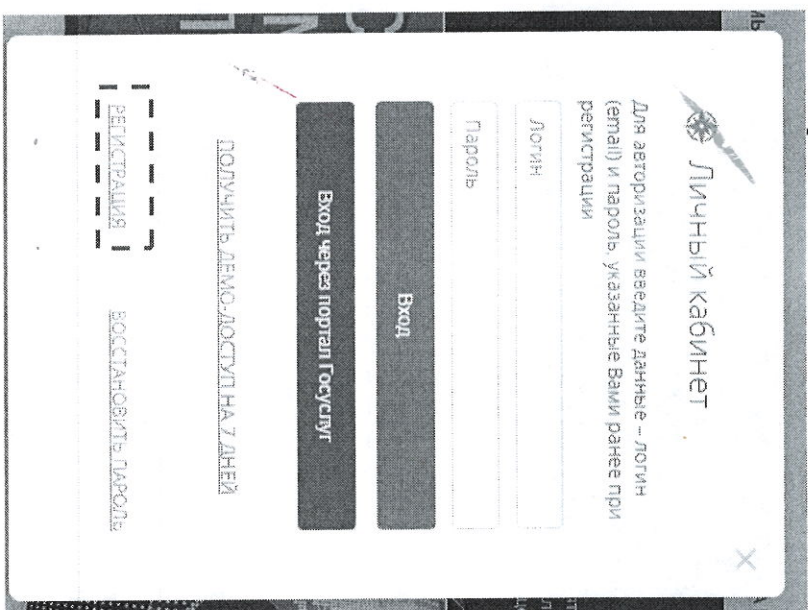 Личный кабинет
Для авторизации введите данные – логин
(email) и пароль, указанные Вами ранее при
регистрации
Логин
Пароль
Вход
Вход через портал Госуслуг
ПОЛУЧИТЬ ДЕМО-ДОСТУП НА 7 ДНЕЙ
РЕГИСТРАЦИЯ
ВОССТАНОВИТЬ ПАРОЛЬ